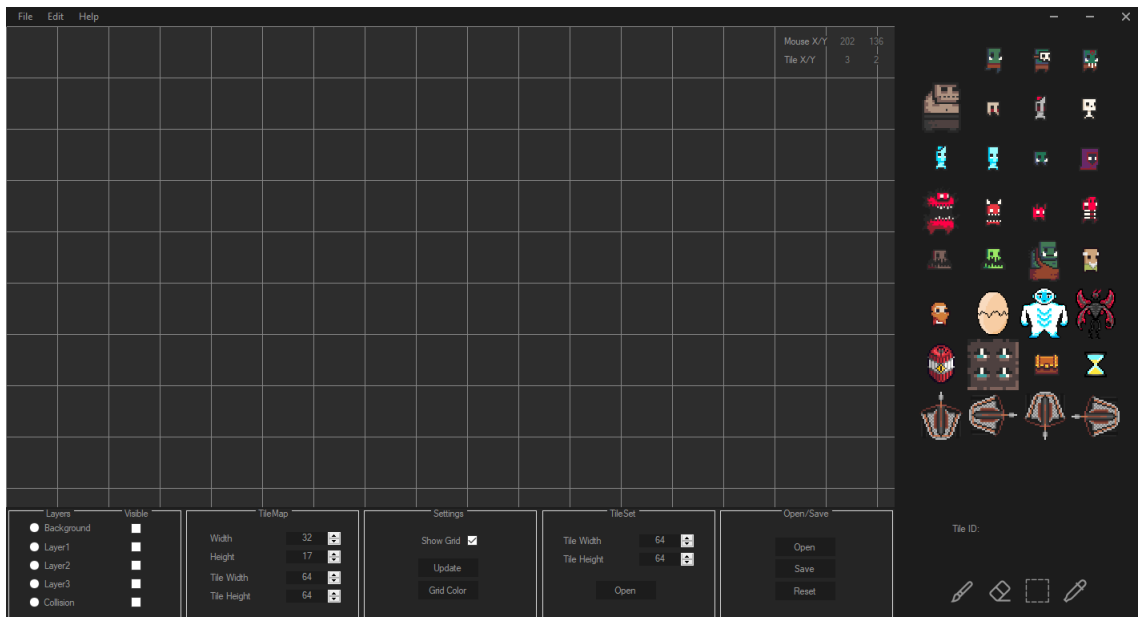 File Edit Help
Mouse X/Y 202 136
Tile X/Y 3 2
Layers Visible
Background
Layer1
Layer2
Layer3
Collision
TileMap
Width 32
Height 17
Tile Width 64
Tile Height 64
Settings
Show Grid
Update
Grid Color
TileSet
Tile Width 64
Tile Height 64
Open
Open/Save
Open
Save
Reset
Tile ID: